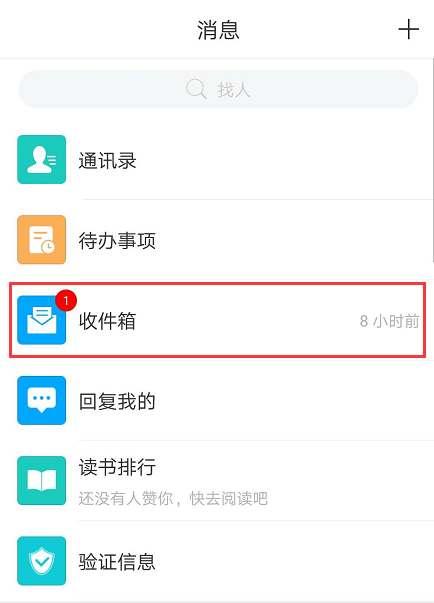 消息
找人
通讯录
待办事项
1
收件箱
8 小时前
回复我的
读书排行
还没有人赞你，快去阅读吧
验证信息